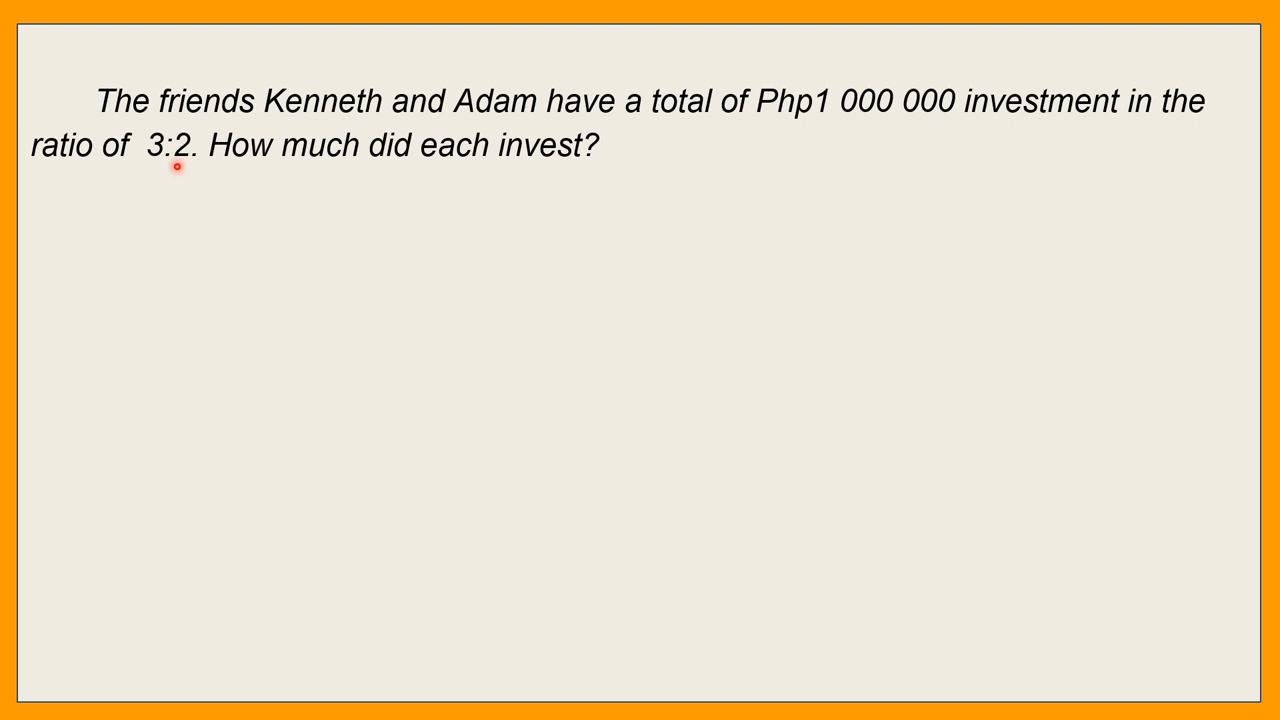 The friends Kenneth and Adam have a total of Php1 000 000 investment in the
ratio of 3:2. How much did each invest?